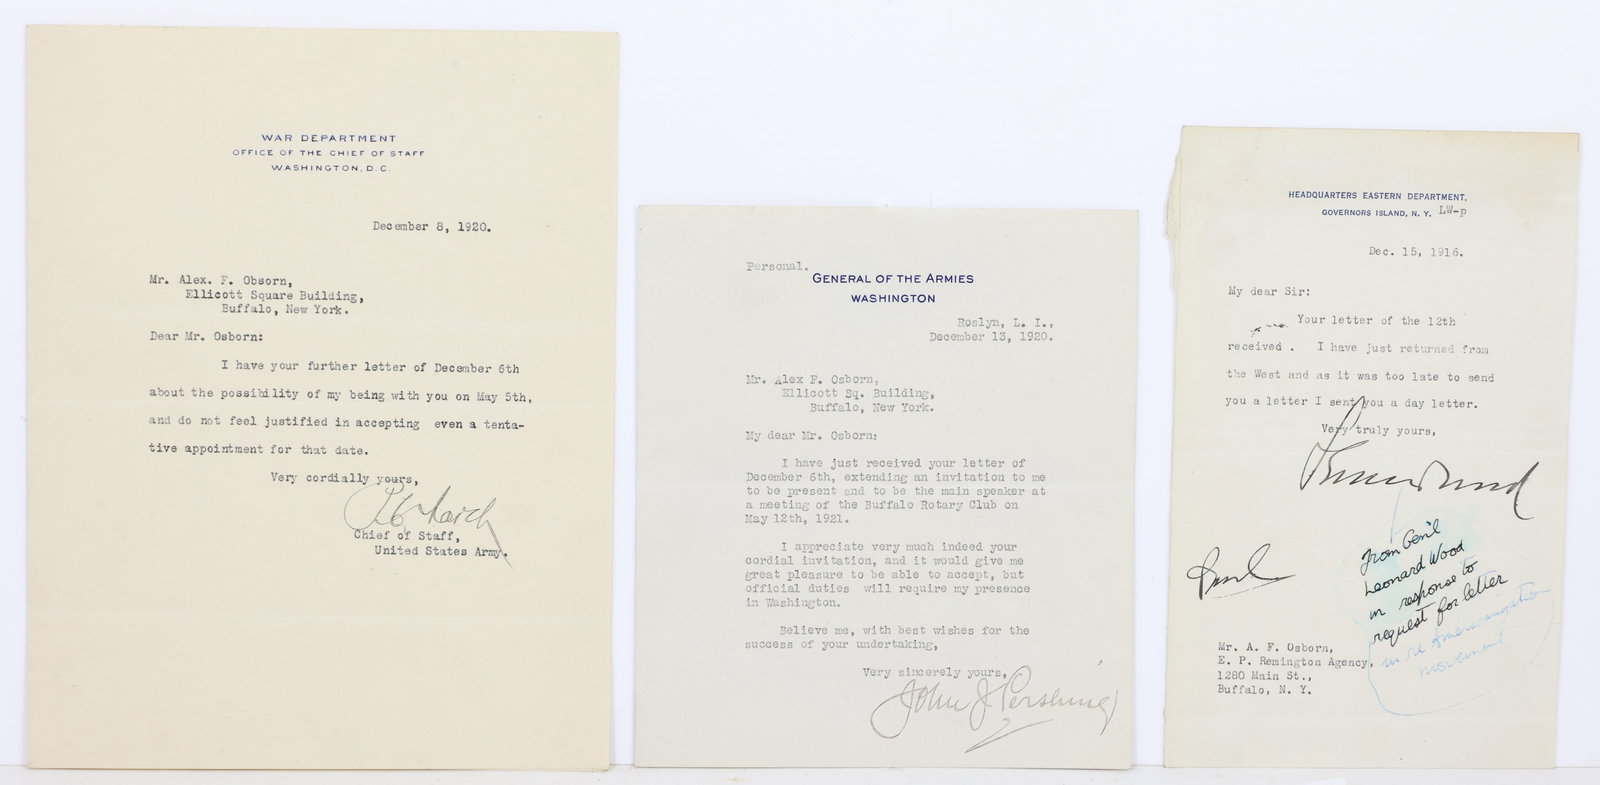 WAR DEPARTMENT
OFFICE OF THE CHIEF OF STAFF
WASHINGTON, D.C.
December 8, 1920.
Mr. Alex. F. Obsorn,
Ellicott Square Building,
Buffalo, New York.
Dear Mr. Osborn:
I have your further letter of December 6th
about the possibility of my being with you on May 5th,
and do not feel justified in accepting even a tenta-
tive appointment for that date.
Very cordially yours,
Chief of Staff,
United States Army.
Personal.
GENERAL OF THE ARMIES
WASHINGTON
Roslyn, L. I.,
December 13, 1920.
Mr. Alex F. Osborn,
Ellicott Sq. Building,
Buffalo, New York.
My dear Mr. Osborn:
I have just received your letter of
December 6th, extending an invitation to me
to be present and to be the main speaker at
a meeting of the Buffalo Rotary Club on
May 12th, 1921.
I appreciate very much indeed your
cordial invitation, and it would give me
great pleasure to be able to accept, but
official duties will require my presence
in Washington.
Believe me, with best wishes for the
success of your undertaking,
Very sincerely yours,
John J Pershing
HEADQUARTERS EASTERN DEPARTMENT,
GOVERNORS ISLAND, N. Y. LW-p
Dec. 15, 1916.
My dear Sir:
Your letter of the 12th
received. I have just returned from
the West and as it was too late to send
you a letter I sent you a day letter.
Very truly yours,
Leonard Wood
From Gen'l
Leonard Wood
in response to
request for letter
in re Americanization
movement
Mr. A. F. Osborn,
E. P. Remington Agency,
1280 Main St.,
Buffalo, N. Y.